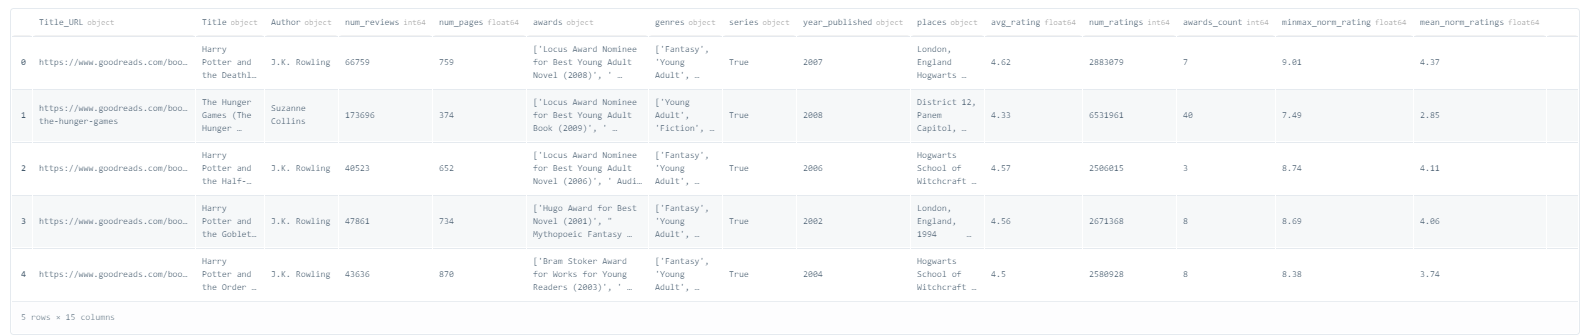 Title_URL object Title object Author object num_reviews int64 num_pages float64 awards object genres object series object year_published object places object avg_rating float64 num_ratings int64 awards_count int64 minmax_norm_rating float64 mean_norm_ratings float64
0 https://www.goodreads.com/boo… Harry Potter and the Deathl… J.K. Rowling 66759 759 ['Locus Award Nominee for Best Young Adult Novel (2008)', ' … ['Fantasy', 'Young Adult', … True 2007 London, England Hogwarts … 4.62 2883079 7 9.01 4.37
1 https://www.goodreads.com/boo… the-hunger-games The Hunger Games (The Hunger … Suzanne Collins 173696 374 ['Locus Award Nominee for Best Young Adult Book (2009)', ' … ['Young Adult', 'Fiction', … True 2008 District 12, Panem Capitol, … 4.33 6531961 40 7.49 2.85
2 https://www.goodreads.com/boo… Harry Potter and the Half-… J.K. Rowling 40523 652 ['Locus Award Nominee for Best Young Adult Novel (2006)', ' Audi… ['Fantasy', 'Young Adult', … True 2006 Hogwarts School of Witchcraft … 4.57 2506015 3 8.74 4.11
3 https://www.goodreads.com/boo… Harry Potter and the Goblet… J.K. Rowling 47861 734 ['Hugo Award for Best Novel (2001)', " Mythopoeic Fantasy … ['Fantasy', 'Young Adult', … True 2002 London, England, 1994 … 4.56 2671368 8 8.69 4.06
4 https://www.goodreads.com/boo… Harry Potter and the Order … J.K. Rowling 43636 870 ['Bram Stoker Award for Works for Young Readers (2003)', ' … ['Fantasy', 'Young Adult', … True 2004 Hogwarts School of Witchcraft … 4.5 2580928 8 8.38 3.74
5 rows × 15 columns